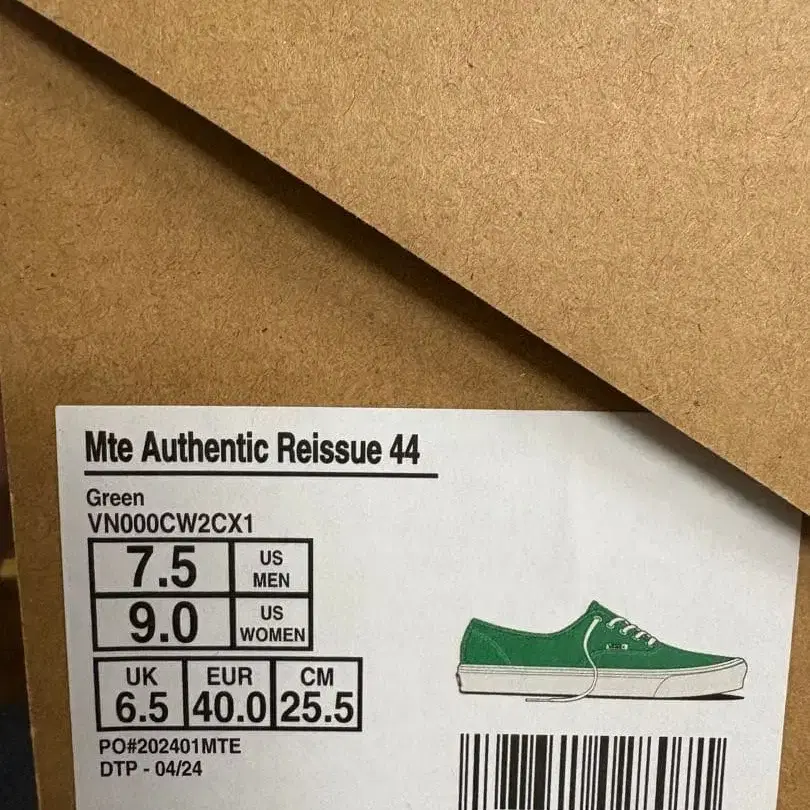 Mte Authentic Reissue 44
Green
VN000CW2CX1
7.5 US MEN
9.0 US WOMEN
UK EUR CM
6.5 40.0 25.5
PO#202401MTE
DTP - 04/24